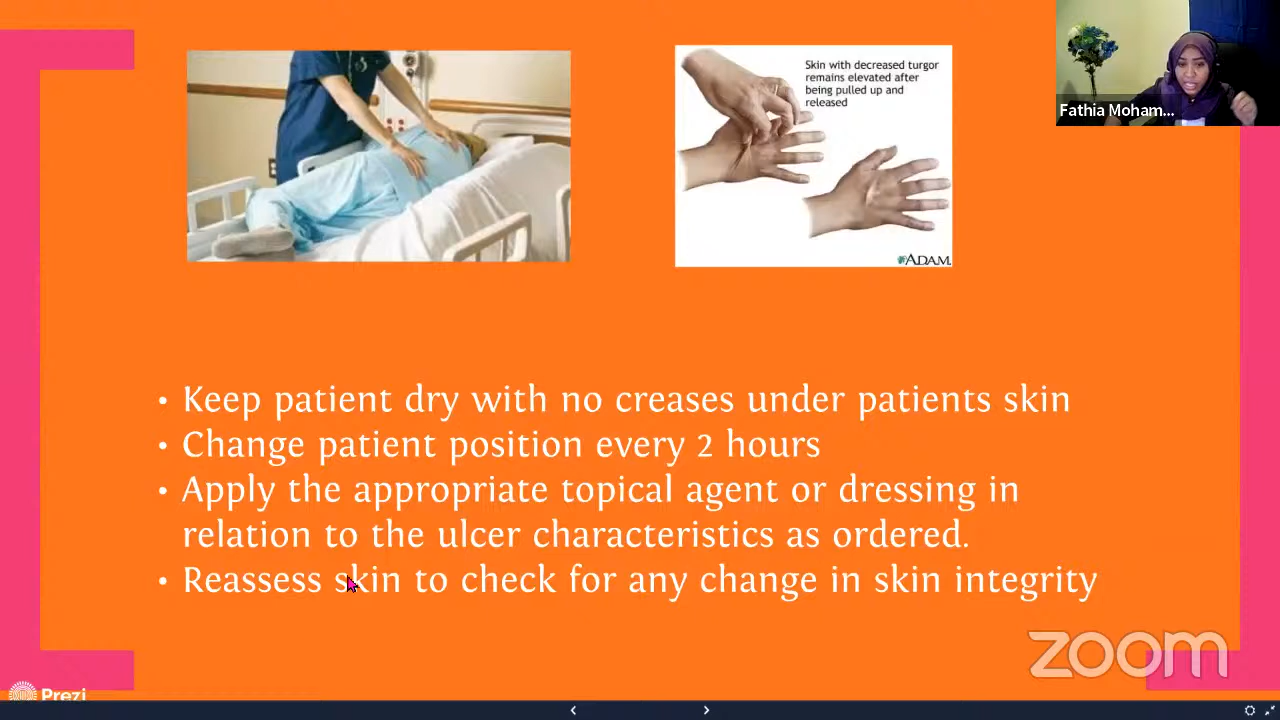 Skin with decreased turgor
remains elevated after
being pulled up and
released
ADAM.
Fathia Moham...
• Keep patient dry with no creases under patients skin
• Change patient position every 2 hours
• Apply the appropriate topical agent or dressing in
relation to the ulcer characteristics as ordered.
• Reassess skin to check for any change in skin integrity
zoom
Prezi